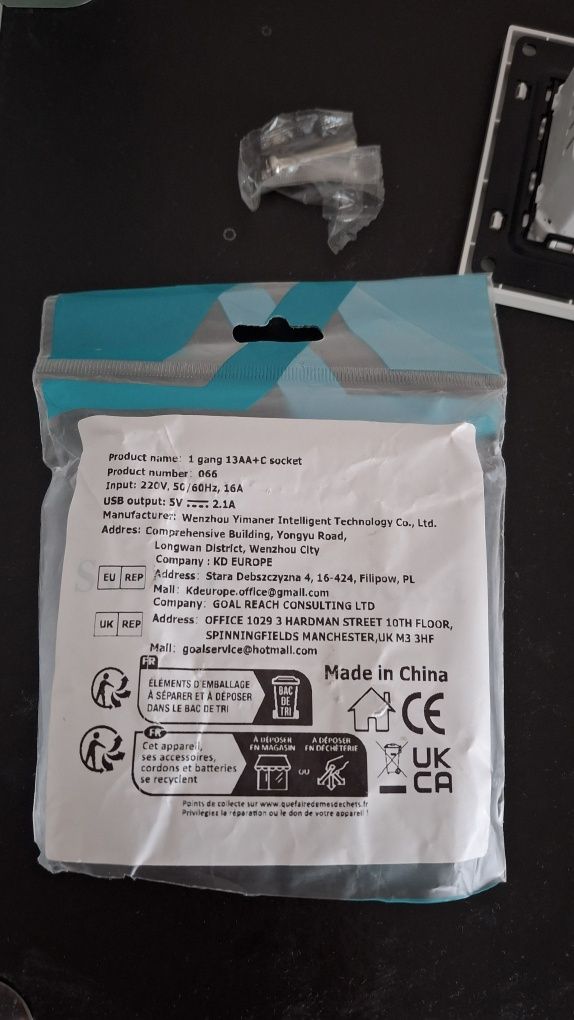 Product name: 1 gang 13AA+C socket
Product number: 066
Input: 220V, 50/60Hz, 16A
USB output: 5V ⎓ 2.1A
Manufacturer: Wenzhou Yimaner Intelligent Technology Co., Ltd.
Addres: Comprehensive Building, Yongyu Road,
Longwan District, Wenzhou City
Company : KD EUROPE
EU REP
Address: Stara Debszczyzna 4, 16-424, Filipow, PL
Mail: Kdeurope.office@gmail.com
Company: GOAL REACH CONSULTING LTD
UK REP
Address: OFFICE 1029 3 HARDMAN STREET 10TH FLOOR,
SPINNINGFIELDS MANCHESTER,UK M3 3HF
Mail: goalservice@hotmail.com
FR
ÉLÉMENTS D'EMBALLAGE
À SÉPARER ET À DÉPOSER
DANS LE BAC DE TRI
BAC
DE
TRI
Made in China
CE
FR
Cet appareil,
ses accessoires,
cordons et batteries
se recyclent
À DÉPOSER
EN MAGASIN
OU
À DÉPOSER
EN DÉCHÈTERIE
UK
CA
Points de collecte sur www.quefairedemesdechets.fr
Privilégiez la réparation ou le don de votre appareil !